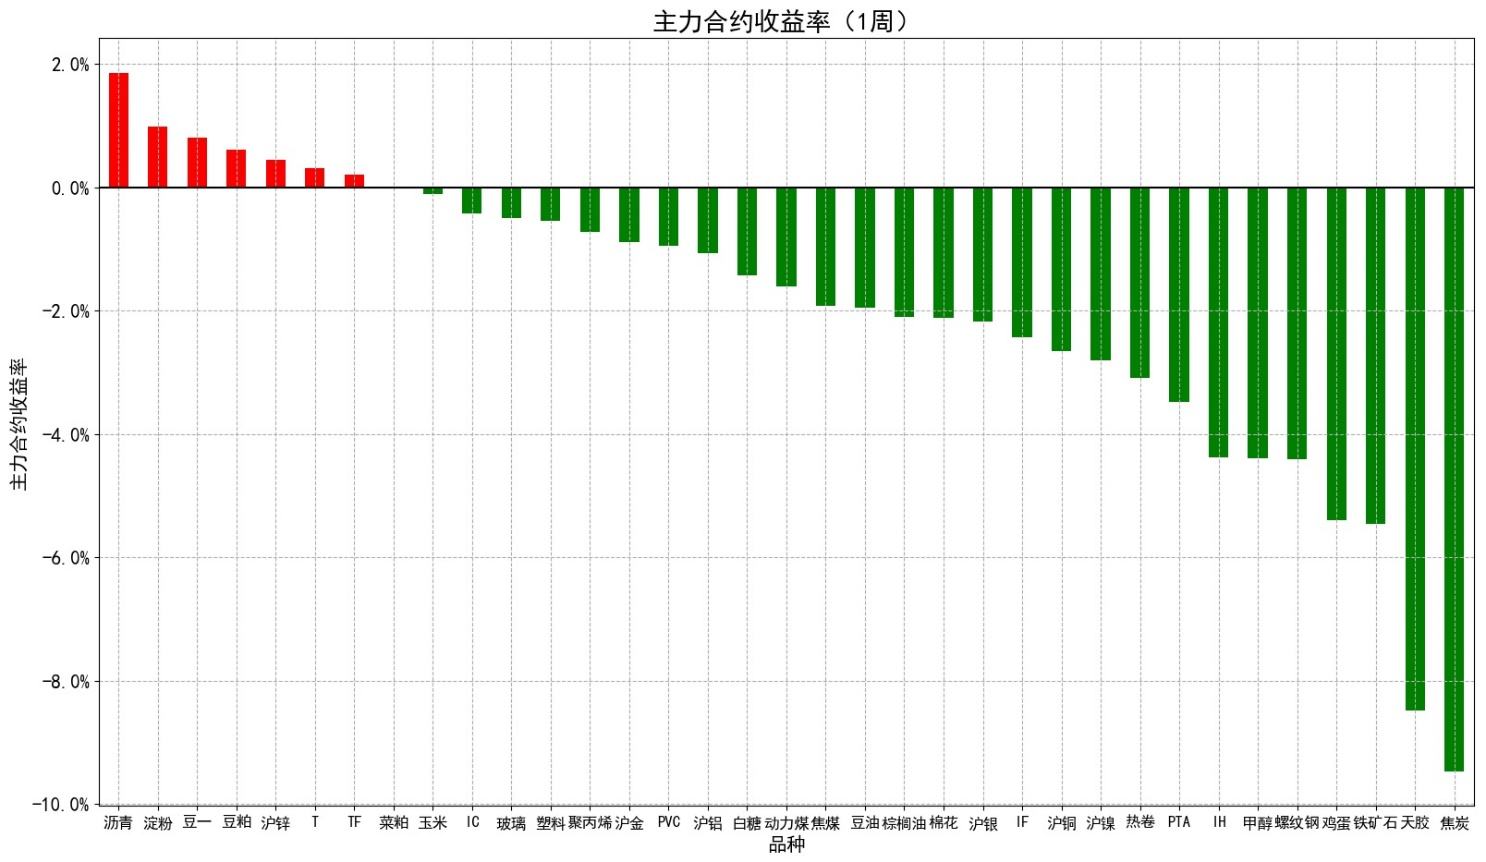 主力合约收益率（1周）
主力合约收益率
2.0%
0.0%
-2.0%
-4.0%
-6.0%
-8.0%
-10.0%
沥青 淀粉 豆一 豆粕 沪锌 T TF 菜粕 玉米 IC 玻璃 塑料 聚丙烯 沪金 PVC 沪铝 白糖 动力煤 焦煤 豆油 棕榈油 棉花 沪银 IF 沪铜 沪镍 热卷 PTA IH 甲醇 螺纹钢 鸡蛋 铁矿石 天胶 焦炭
品种